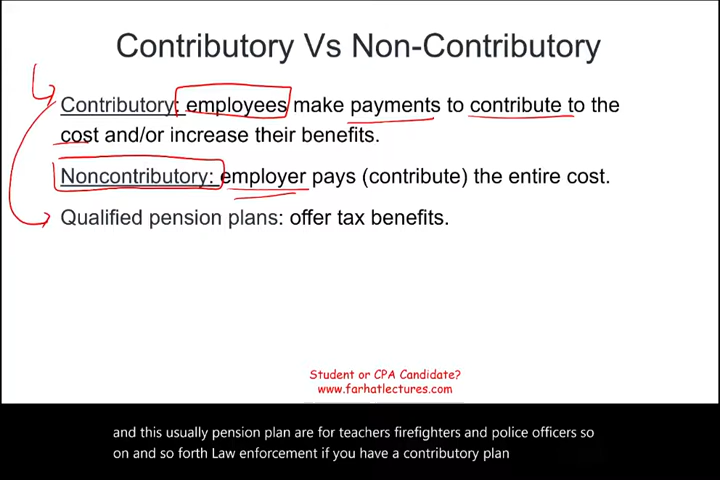 Contributory Vs Non-Contributory
Contributory: employees make payments to contribute to the
cost and/or increase their benefits.
Noncontributory: employer pays (contribute) the entire cost.
Qualified pension plans: offer tax benefits.
Student or CPA Candidate?
www.farhatlectures.com
and this usually pension plan are for teachers firefighters and police officers so
on and so forth Law enforcement if you have a contributory plan